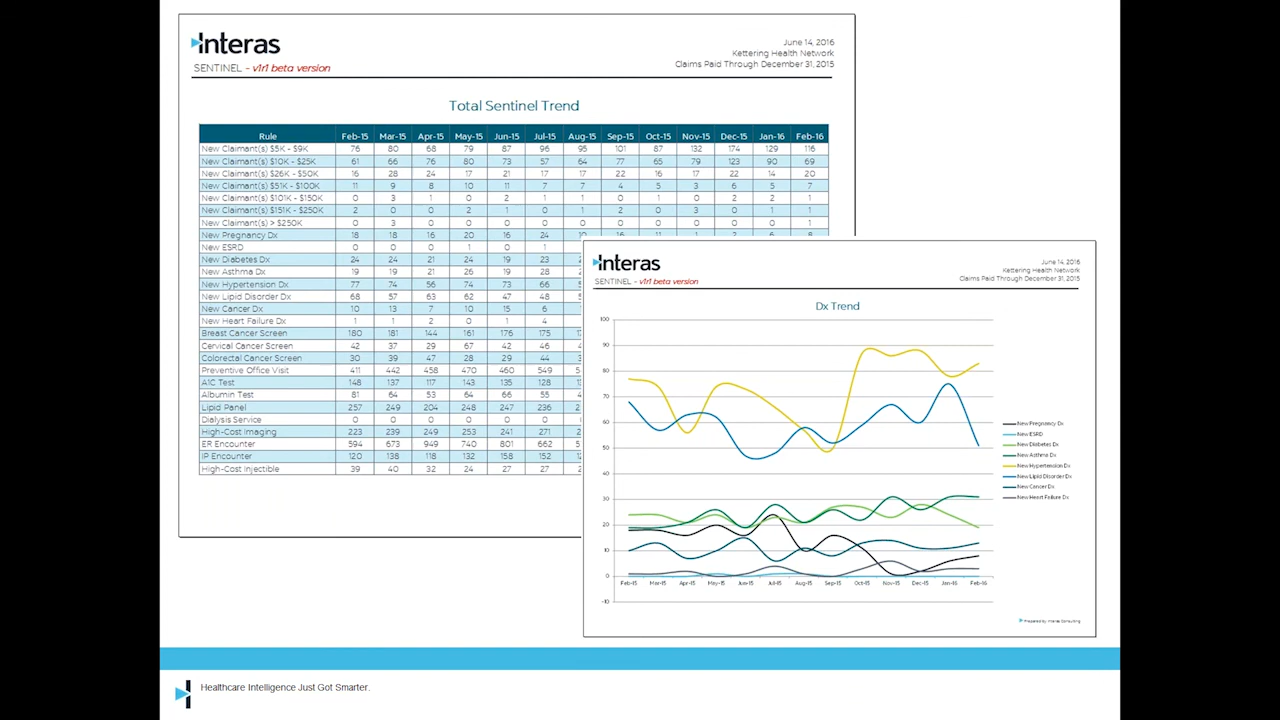 Interas
June 14, 2016
Kettering Health Network
SENTINEL - v1r1 beta version
Claims Paid Through December 31, 2015
Total Sentinel Trend
Rule Feb-15 Mar-15 Apr-15 May-15 Jun-15 Jul-15 Aug-15 Sep-15 Oct-15 Nov-15 Dec-15 Jan-16 Feb-16
New Claimant(s) $5K - $9K 76 80 68 79 87 96 95 101 87 132 174 129 116
New Claimant(s) $10K - $25K 61 66 76 80 73 57 64 77 65 79 123 90 69
New Claimant(s) $26K - $50K 16 28 24 17 21 17 17 22 16 17 22 14 20
New Claimant(s) $51K - $100K 11 9 8 10 11 7 7 4 5 3 6 5 7
New Claimant(s) $101K - $150K 0 3 1 0 2 1 1 0 1 0 2 2 1
New Claimant(s) $151K - $250K 2 0 0 2 1 0 1 2 0 3 0 1 1
New Claimant(s) > $250K 0 3 0 0 0 0 0 0 0 0 0 0 1
New Pregnancy Dx 18 18 16 20 16 24 10 16 11 1 2 6 8
New ESRD 0 0 0 1 0 1
New Diabetes Dx 24 24 21 24 19 23
New Asthma Dx 19 19 21 26 19 28
New Hypertension Dx 77 74 56 74 73 66
New Lipid Disorder Dx 68 57 63 62 47 48
New Cancer Dx 10 13 7 10 15 6
New Heart Failure Dx 1 1 2 0 1 4
Breast Cancer Screen 180 181 144 161 176 175
Cervical Cancer Screen 42 37 29 67 42 46
Colorectal Cancer Screen 30 39 47 28 29 44
Preventive Office Visit 411 442 458 470 460 549
A1C Test 148 137 117 143 135 128
Albumin Test 81 64 53 64 66 55
Lipid Panel 257 249 204 248 247 236
Dialysis Service 0 0 0 0 0 0
High-Cost Imaging 223 239 249 253 241 271
ER Encounter 594 673 949 740 801 662
IP Encounter 120 138 118 132 158 152
High-Cost Injectible 39 40 32 24 27 27
Interas
June 14, 2016
Kettering Health Network
SENTINEL - v1r1 beta version
Claims Paid Through December 31, 2015
Dx Trend
100
90
80
70
60
50
40
30
20
10
0
-10
Feb-15 Mar-15 Apr-15 May-15 Jun-15 Jul-15 Aug-15 Sep-15 Oct-15 Nov-15 Dec-15 Jan-16 Feb-16
New Pregnancy Dx
New ESRD
New Diabetes Dx
New Asthma Dx
New Hypertension Dx
New Lipid Disorder Dx
New Cancer Dx
New Heart Failure Dx
Prepared by Interas Consulting
Healthcare Intelligence Just Got Smarter.